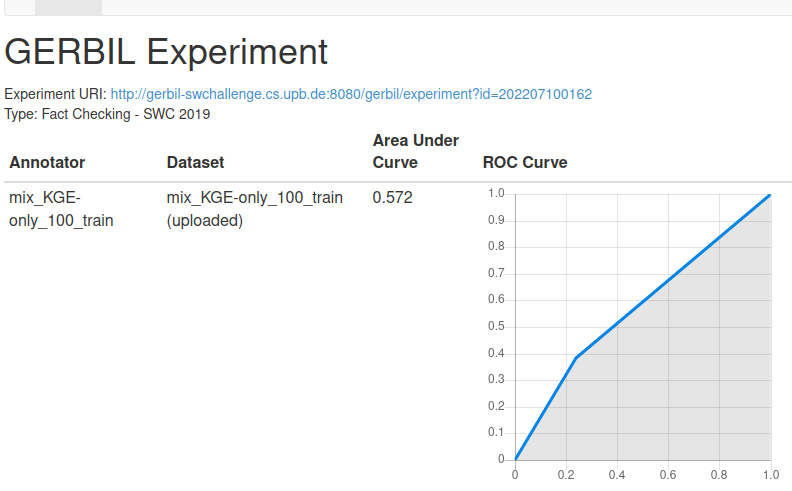 GERBIL Experiment
Experiment URI: http://gerbil-swchallenge.cs.upb.de:8080/gerbil/experiment?id=202207100162
Type: Fact Checking - SWC 2019
Annotator Dataset Area Under Curve ROC Curve
mix_KGE-
only_100_train
mix_KGE-only_100_train
(uploaded)
0.572
1.0
0.9
0.8
0.7
0.6
0.5
0.4
0.3
0.2
0.1
0
0 0.2 0.4 0.6 0.8 1.0